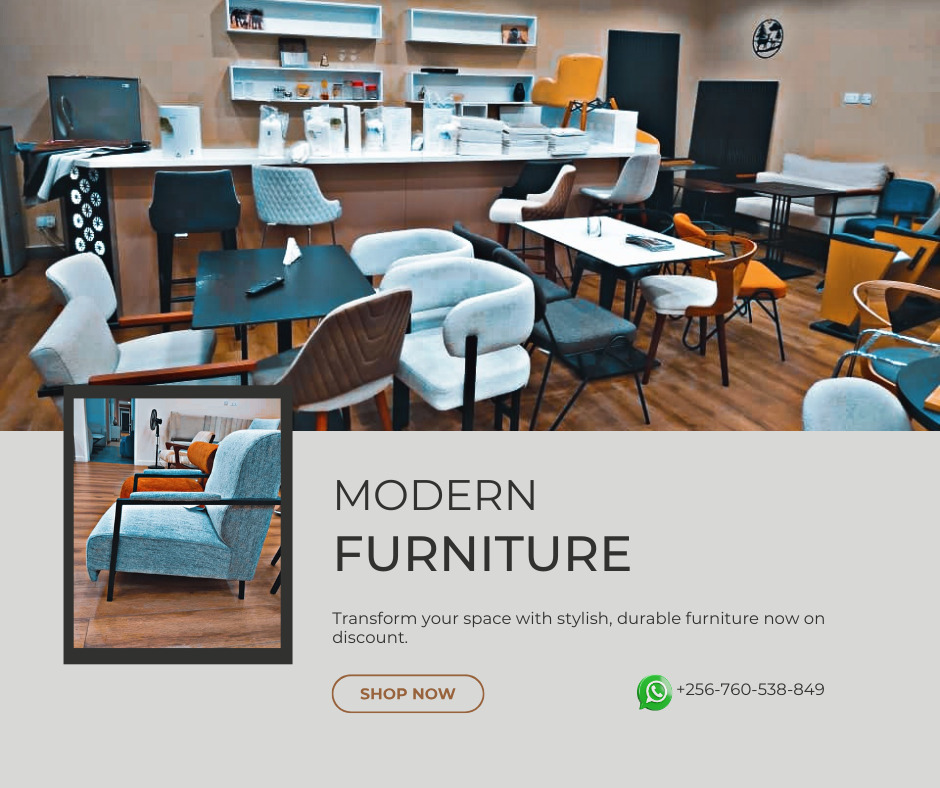 MODERN
FURNITURE
Transform your space with stylish, durable furniture now on
discount.
SHOP NOW
+256-760-538-849